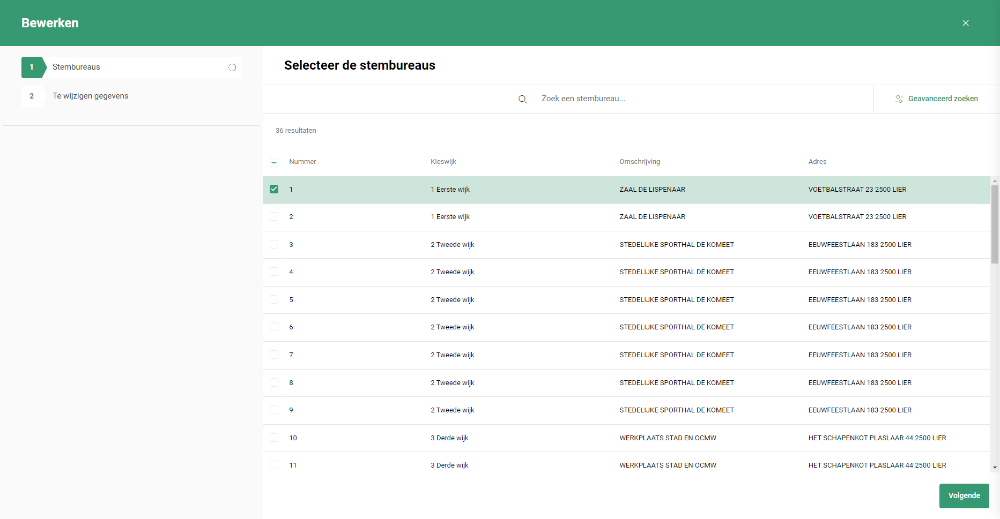 Bewerken
1 Stembureaus
2 Te wijzigen gegevens
Selecteer de stembureaus
Zoek een stembureau...
Geavanceerd zoeken
36 resultaten
Nummer Kieswijk Omschrijving Adres
1 1 Eerste wijk ZAAL DE LISPENAAR VOETBALSTRAAT 23 2500 LIER
2 1 Eerste wijk ZAAL DE LISPENAAR VOETBALSTRAAT 23 2500 LIER
3 2 Tweede wijk STEDELIJKE SPORTHAL DE KOMEET EEUWFEESTLAAN 183 2500 LIER
4 2 Tweede wijk STEDELIJKE SPORTHAL DE KOMEET EEUWFEESTLAAN 183 2500 LIER
5 2 Tweede wijk STEDELIJKE SPORTHAL DE KOMEET EEUWFEESTLAAN 183 2500 LIER
6 2 Tweede wijk STEDELIJKE SPORTHAL DE KOMEET EEUWFEESTLAAN 183 2500 LIER
7 2 Tweede wijk STEDELIJKE SPORTHAL DE KOMEET EEUWFEESTLAAN 183 2500 LIER
8 2 Tweede wijk STEDELIJKE SPORTHAL DE KOMEET EEUWFEESTLAAN 183 2500 LIER
9 2 Tweede wijk STEDELIJKE SPORTHAL DE KOMEET EEUWFEESTLAAN 183 2500 LIER
10 3 Derde wijk WERKPLAATS STAD EN OCMW HET SCHAPENKOT PLASLAAR 44 2500 LIER
11 3 Derde wijk WERKPLAATS STAD EN OCMW HET SCHAPENKOT PLASLAAR 44 2500 LIER
Volgende